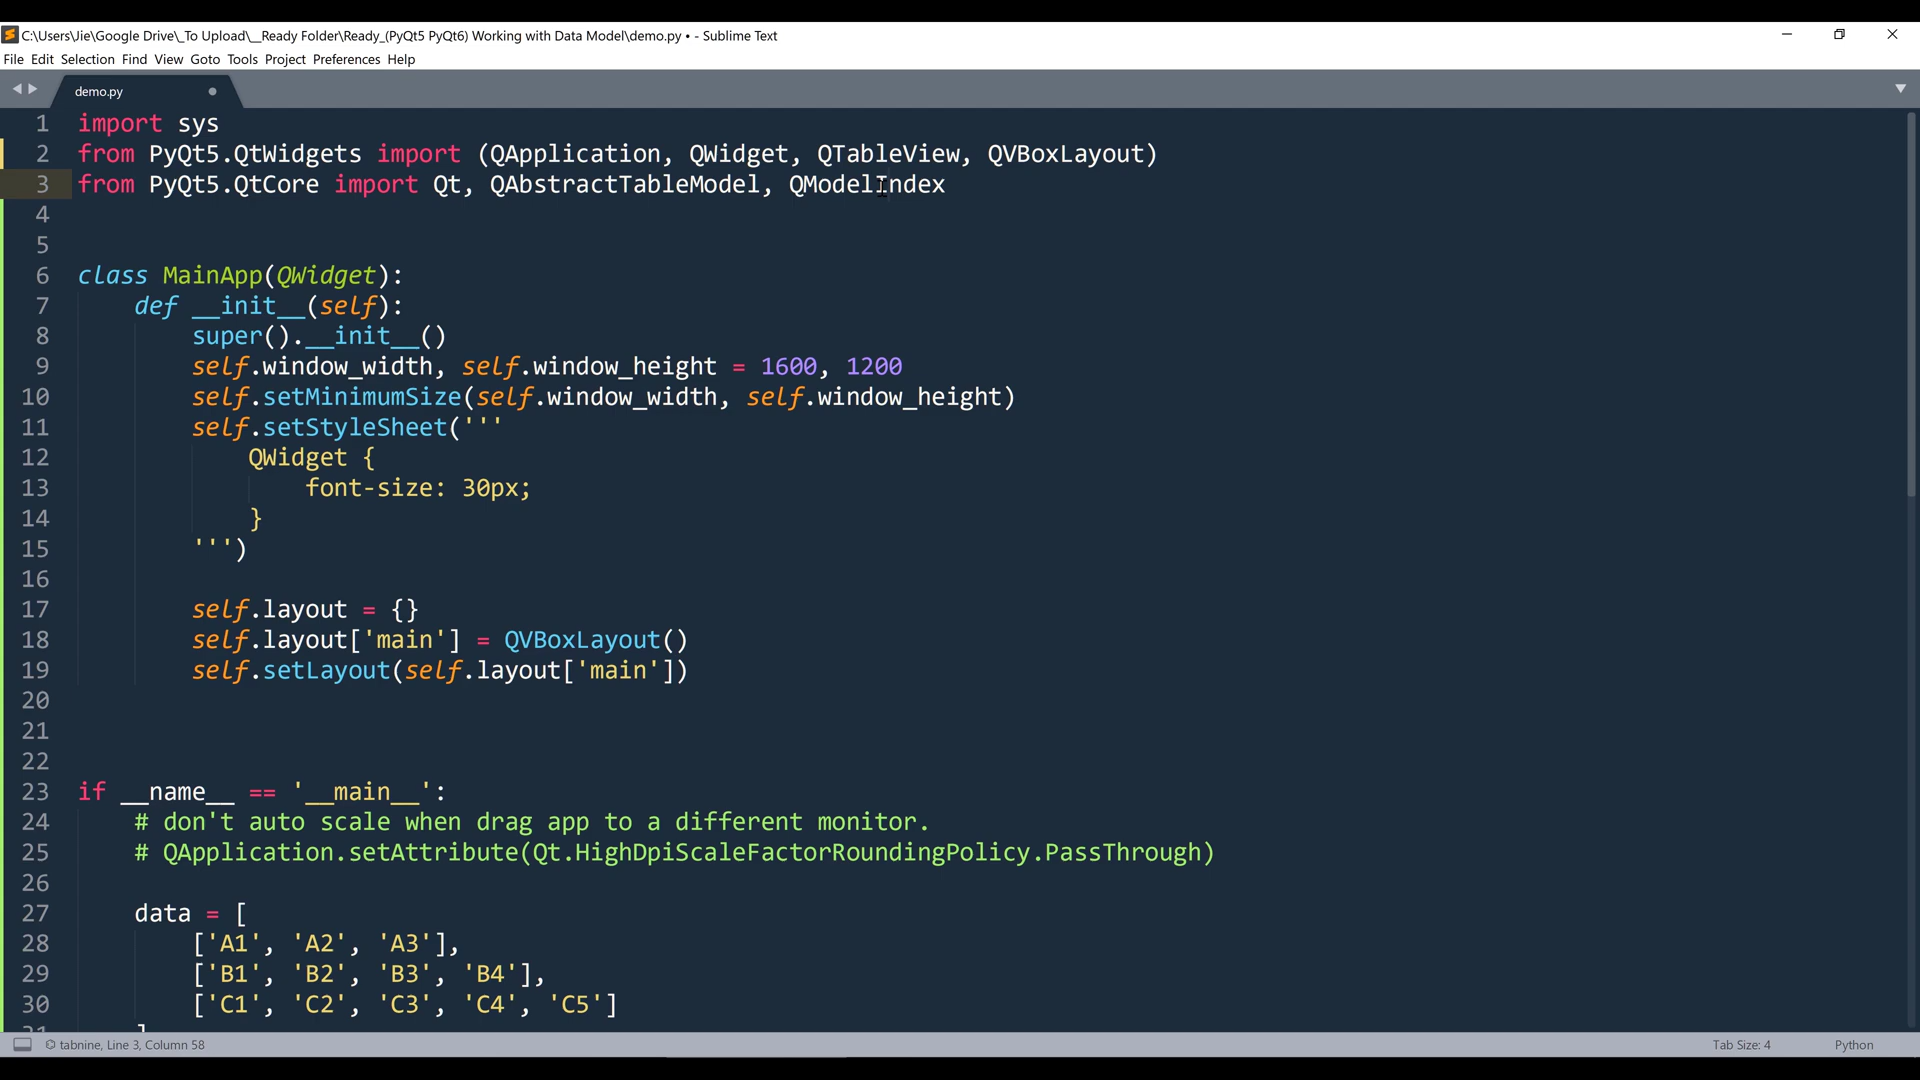 C:\Users\Jie\Google Drive\_To Upload\__Ready Folder\Ready_(PyQt5 PyQt6) Working with Data Model\demo.py • - Sublime Text
File Edit Selection Find View Goto Tools Project Preferences Help
demo.py
1 import sys
2 from PyQt5.QtWidgets import (QApplication, QWidget, QTableView, QVBoxLayout)
3 from PyQt5.QtCore import Qt, QAbstractTableModel, QModelIndex
4
5
6 class MainApp(QWidget):
7     def __init__(self):
8         super().__init__()
9         self.window_width, self.window_height = 1600, 1200
10         self.setMinimumSize(self.window_width, self.window_height)
11         self.setStyleSheet('''
12             QWidget {
13                 font-size: 30px;
14             }
15         ''')
16
17         self.layout = {}
18         self.layout['main'] = QVBoxLayout()
19         self.setLayout(self.layout['main'])
20
21
22
23 if __name__ == '__main__':
24     # don't auto scale when drag app to a different monitor.
25     # QApplication.setAttribute(Qt.HighDpiScaleFactorRoundingPolicy.PassThrough)
26
27     data = [
28         ['A1', 'A2', 'A3'],
29         ['B1', 'B2', 'B3', 'B4'],
30         ['C1', 'C2', 'C3', 'C4', 'C5']
31     ]
tabnine, Line 3, Column 58
Tab Size: 4
Python